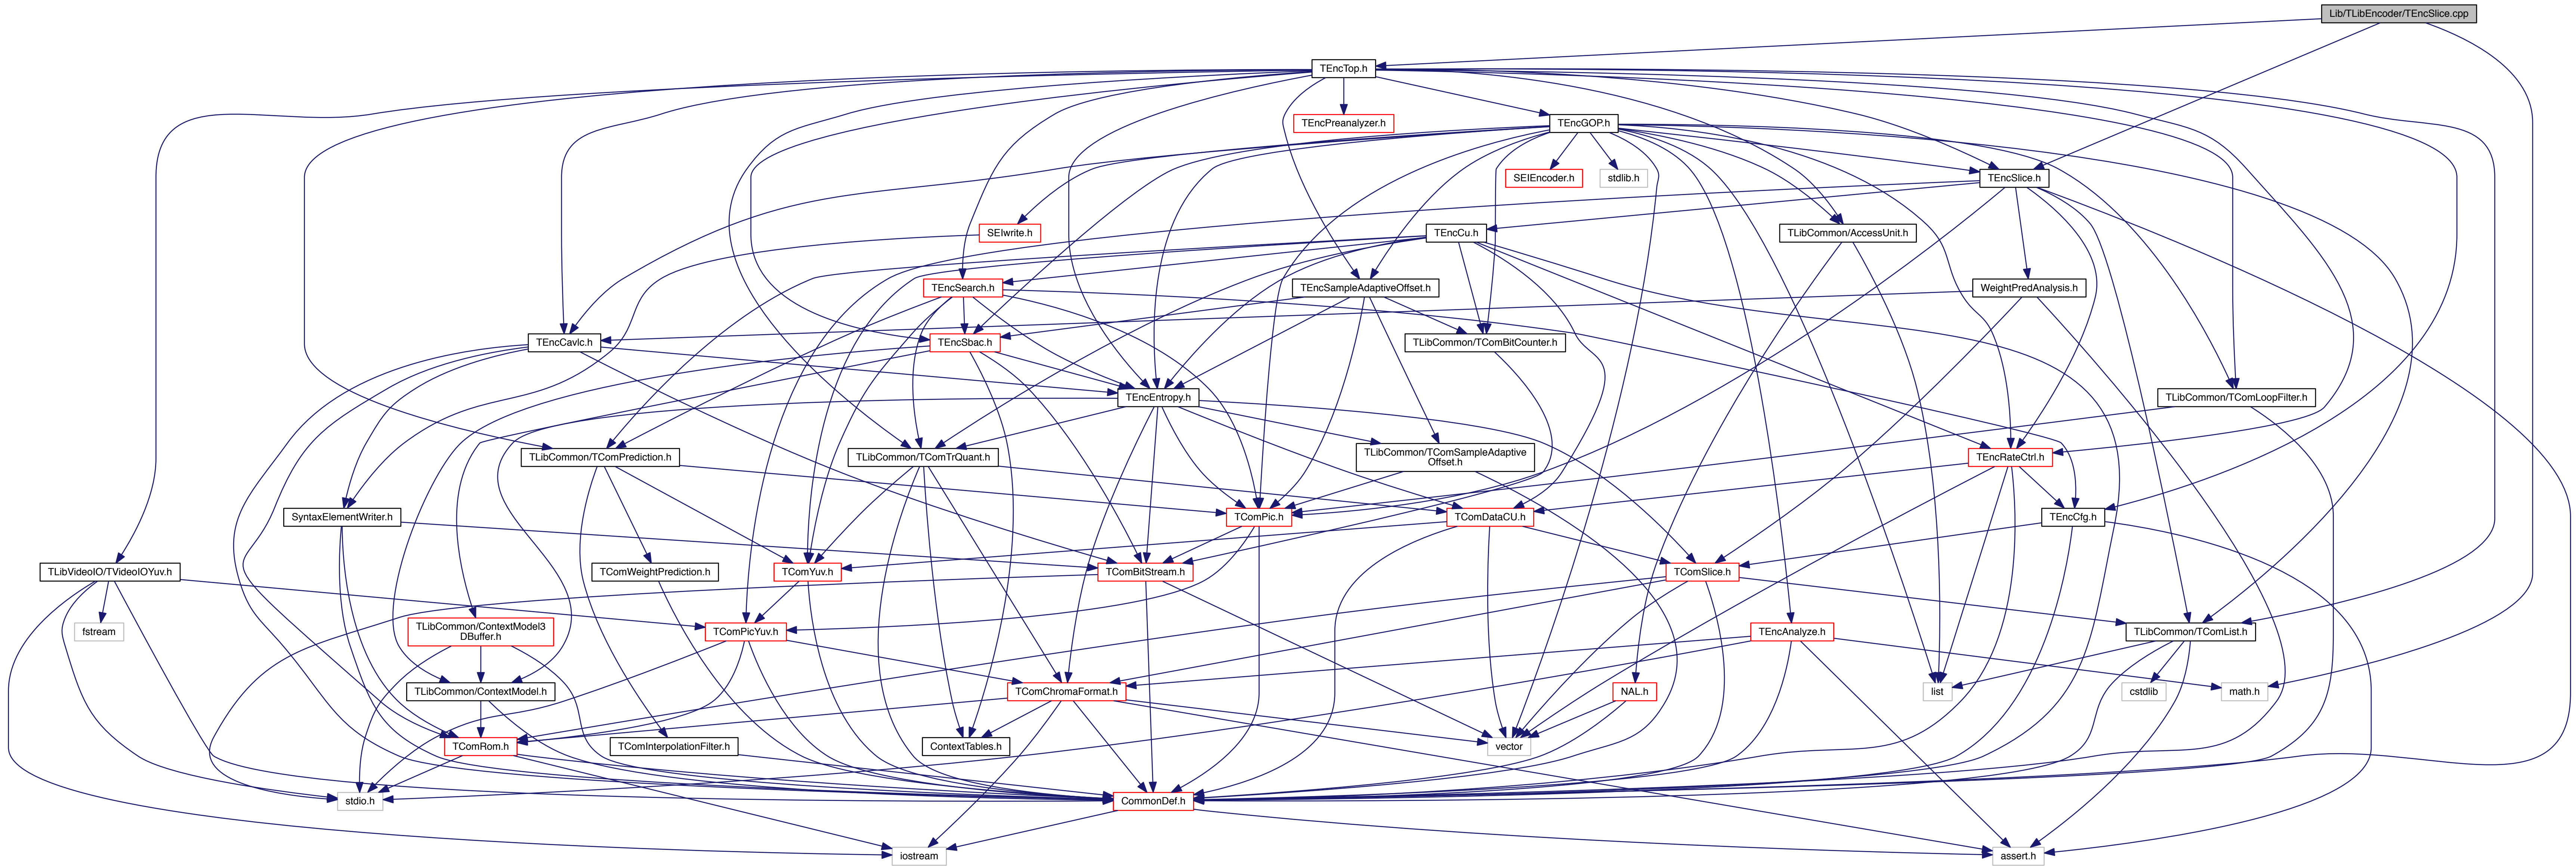 Lib/TLibEncoder/TEncSlice.cpp
TEncTop.h
TEncPreanalyzer.h
TEncGOP.h
SEIEncoder.h
stdlib.h
TEncSlice.h
SEIwrite.h
TEncCu.h
TLibCommon/AccessUnit.h
TEncSearch.h
TEncSampleAdaptiveOffset.h
WeightPredAnalysis.h
TEncCavlc.h
TEncSbac.h
TLibCommon/TComBitCounter.h
TEncEntropy.h
TLibCommon/TComLoopFilter.h
TLibCommon/TComPrediction.h
TLibCommon/TComTrQuant.h
TLibCommon/TComSampleAdaptive
Offset.h
TEncRateCtrl.h
SyntaxElementWriter.h
TComPic.h
TComDataCU.h
TEncCfg.h
TLibVideoIO/TVideoIOYuv.h
TComWeightPrediction.h
TComYuv.h
TComBitStream.h
TComSlice.h
fstream
TLibCommon/ContextModel3
DBuffer.h
TComPicYuv.h
TEncAnalyze.h
TLibCommon/TComList.h
TLibCommon/ContextModel.h
TComChromaFormat.h
NAL.h
list
cstdlib
math.h
TComRom.h
TComInterpolationFilter.h
ContextTables.h
vector
stdio.h
CommonDef.h
iostream
assert.h